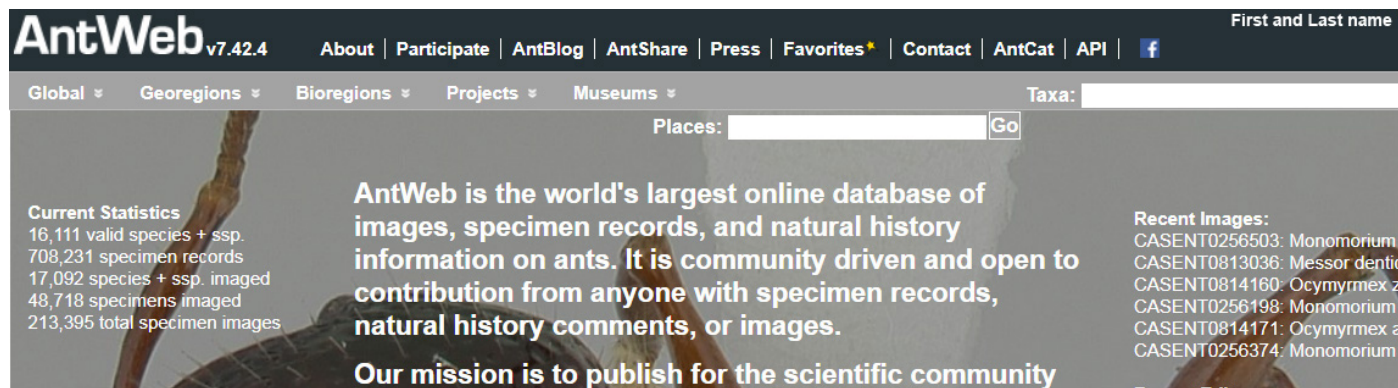 AntWeb v7.42.4
First and Last name
About | Participate | AntBlog | AntShare | Press | Favorites | Contact | AntCat | API |
Global Georegions Bioregions Projects Museums Taxa:
Places: Go
Current Statistics
16,111 valid species + ssp.
708,231 specimen records
17,092 species + ssp. imaged
48,718 specimens imaged
213,395 total specimen images
AntWeb is the world's largest online database of
images, specimen records, and natural history
information on ants. It is community driven and open to
contribution from anyone with specimen records,
natural history comments, or images.
Our mission is to publish for the scientific community
Recent Images:
CASENT0256503: Monomorium
CASENT0813036: Messor
CASENT0814160: Ocymyrmex
CASENT0256198: Monomorium
CASENT0814171: Ocymyrmex
CASENT0256374: Monomorium